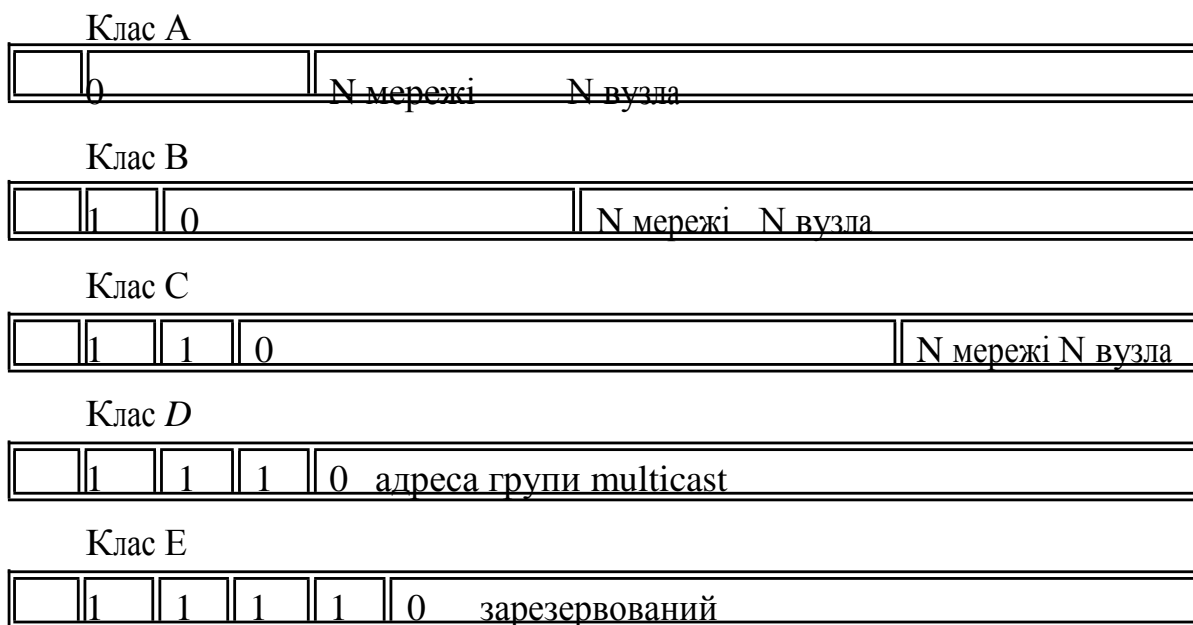 Клас А
0 N мережі N вузла
Клас В
1 0 N мережі N вузла
Клас С
1 1 0 N мережі N вузла
Клас D
1 1 1 0 адреса групи multicast
Клас Е
1 1 1 1 0 зарезервований